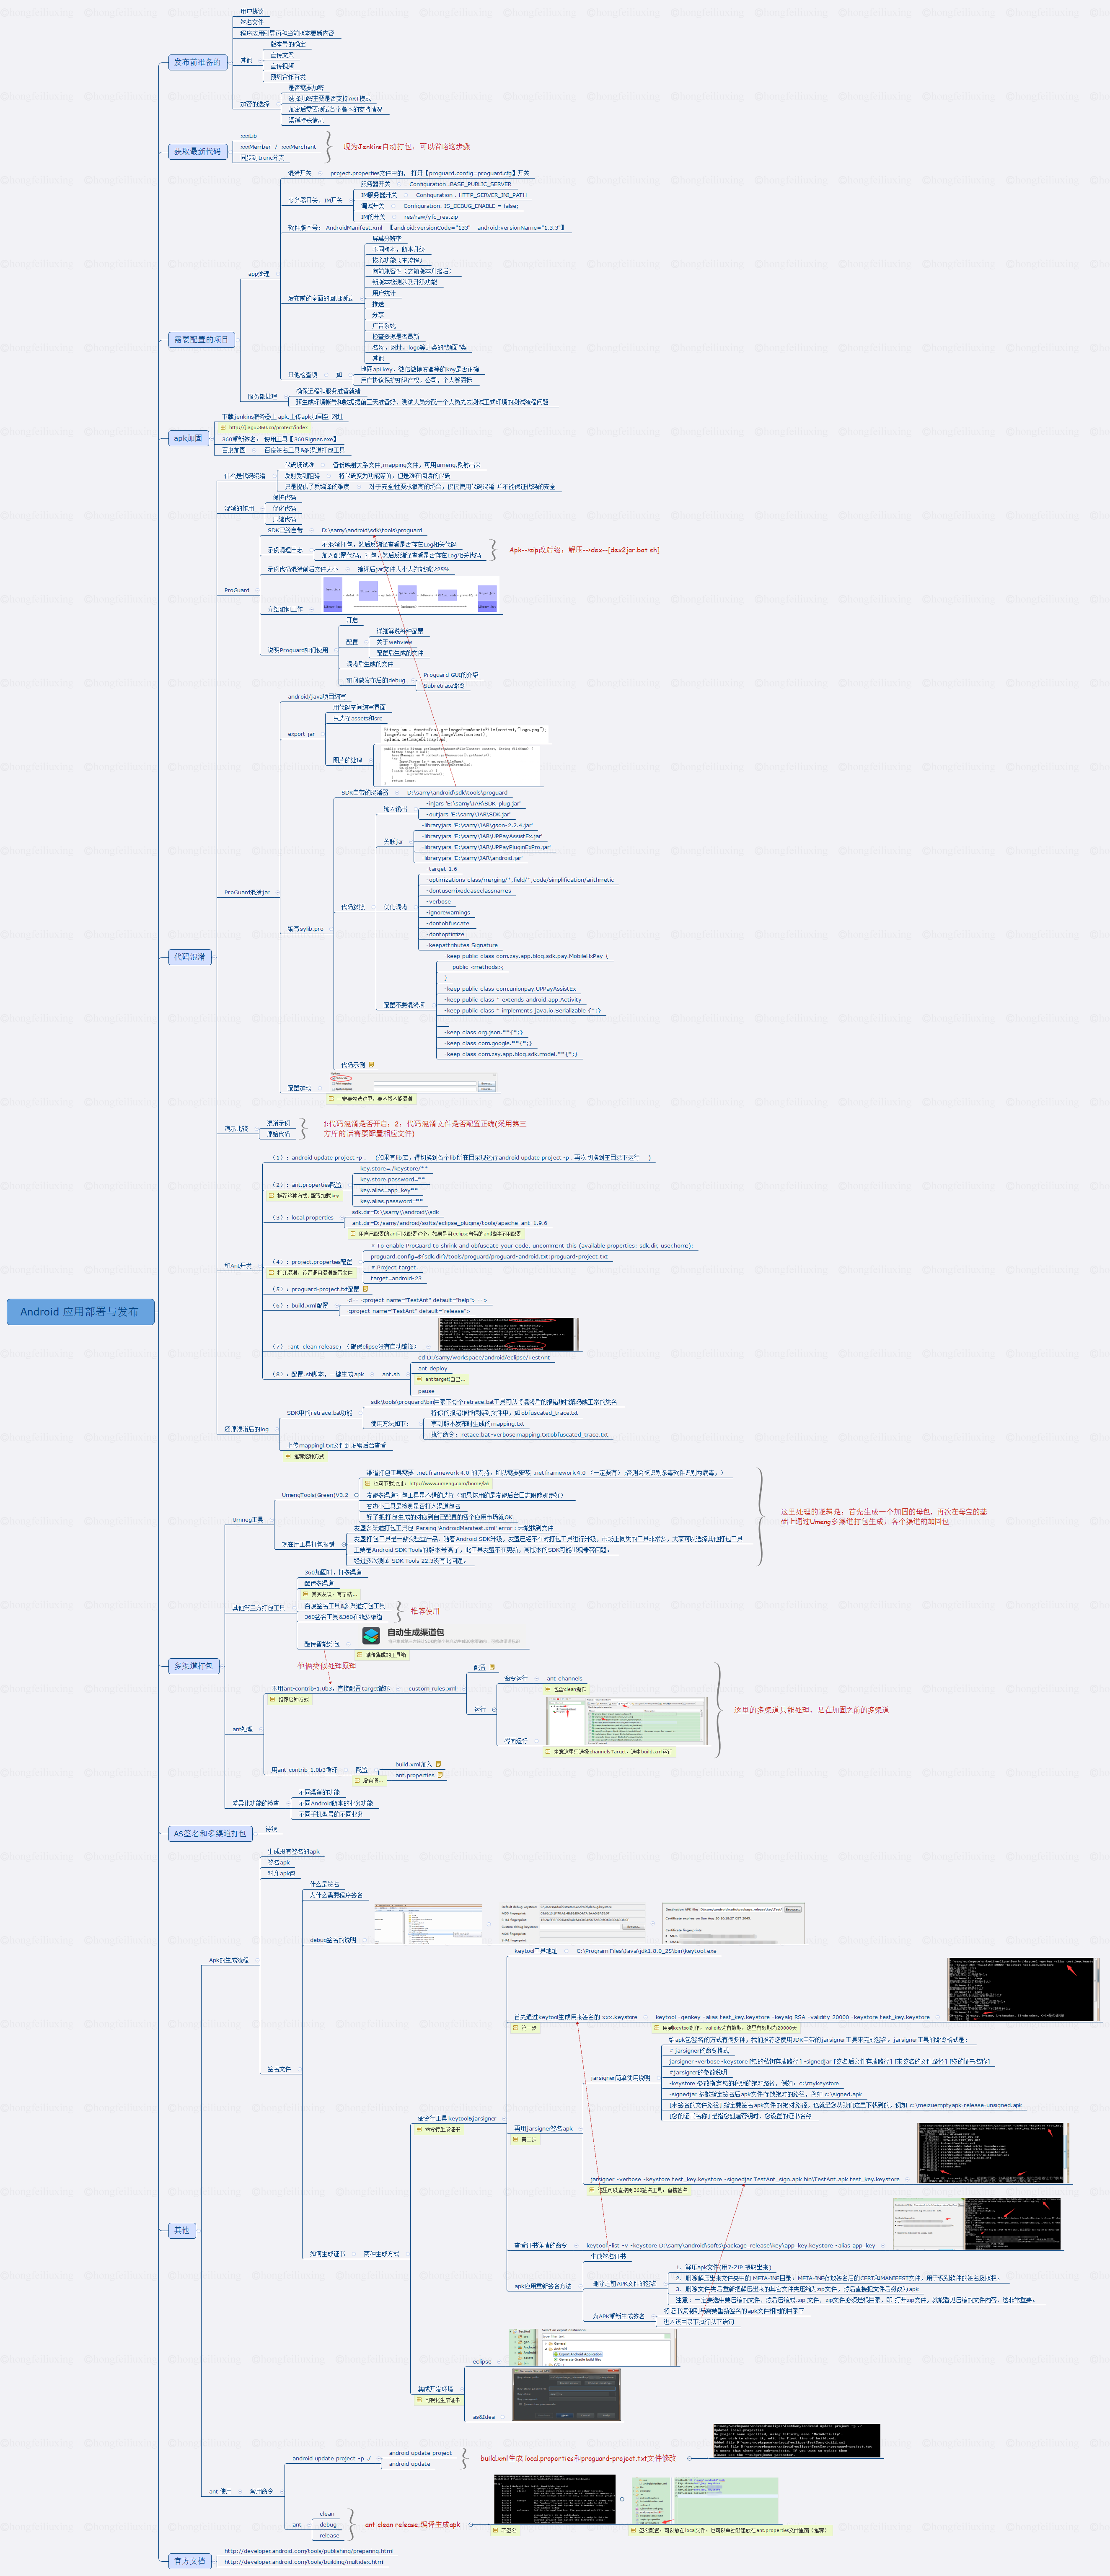 Android 应用部署与发布
发布前准备的
用户协议
签名文件
程序应用引导页和当前版本更新内容
其他
版本号的确定
宣传文案
宣传视频
预约合作首发
加密的选择
是否需要加密
选择加密主要是否支持ART模式
加密后需要测试各个版本的支持情况
渠道特殊情况
获取最新代码
xxxLib
xxxMember / xxxMerchant
同步到trunc分支
现为Jenkins自动打包，可以省略这步骤
需要配置的项目
app处理
混淆开关
project.properties文件中的， 打开【proguard.config=proguard.cfg】开关
服务器开关、IM开关
服务器开关
Configuration .BASE_PUBLIC_SERVER
IM服务器开关
Configuration . HTTP_SERVER_INI_PATH
调试开关
Configuration. IS_DEBUG_ENABLE = false;
IM的开关
res/raw/yfc_res.zip
软件版本号： AndroidManifest.xml 【android:versionCode="133" android:versionName="1.3.3"】
发布前的全面的回归测试
屏幕分辨率
不同版本，版本升级
核心功能（主流程）
向前兼容性（之前版本升级后）
新版本检测以及升级功能
用户统计
推送
分享
广告系统
检查资源是否最新
名称，网址，logo等之类的"颜面"类
其他
其他检查项
如
地图api key，微信微博友盟等的key是否正确
用户协议保护知识产权，公司，个人等图标
服务部处理
确保远程和服务准备就绪
预生成环境帐号和数据提前三天准备好，测试人员分配一个人员先去测试正式环境的测试流程问题
apk加固
下载jenkins服务器上apk,上传apk加固至 网址
http://jiagu.360.cn/protect/index
360重新签名： 使用工具【360Signer.exe】
百度加固
百度签名工具&多渠道打包工具
代码混淆
什么是代码混淆
代码调试难
备份映射关系文件,mapping文件，可用umeng,反射出来
反射受到阻碍
将代码变为功能等价，但是难在阅读的代码
只是提供了反编译的难度
对于安全性要求很高的场合，仅仅使用代码混淆 并不能保证代码的安全
混淆的作用
保护代码
优化代码
压缩代码
ProGuard
SDK已经自带
D:\samy\android\sdk\tools\proguard
示例清理日志
不混淆打包，然后反编译查看是否存在Log相关代码
加入配置代码，打包，然后反编译查看是否存在Log相关代码
Apk-->zip改后缀；解压-->dex--[dex2jar.bat sh]
示例代码混淆前后文件大小
编译后jar文件大小大约能减少25%
介绍如何工作
说明Proguard如何使用
开启
配置
详细解说每种配置
关于webview
配置后生成的文件
混淆后生成的文件
如何象发布后的debug
Proguard GUI的介绍
Subretrace命令
ProGuard混淆jar
android/java项目编写
export jar
用代码空间编写界面
只选择assets和src
图片的处理
编写sylib.pro
SDK自带的混淆器
D:\samy\android\sdk\tools\proguard
代码参照
输入输出
-injars 'E:\samy\JAR\SDK_plug.jar'
-outjars 'E:\samy\JAR\SDK.jar'
关联jar
-libraryjars 'E:\samy\JAR\gson-2.2.4.jar'
-libraryjars 'E:\samy\JAR\UPPayAssistEx.jar'
-libraryjars 'E:\samy\JAR\UPPayPluginExPro.jar'
-libraryjars 'E:\samy\JAR\android.jar'
优化混淆
-target 1.6
-optimizations class/merging/*,field/*,code/simplification/arithmetic
-dontusemixedcaseclassnames
-verbose
-ignorewarnings
-dontobfuscate
-dontoptimize
-keepattributes Signature
配置不要混淆项
-keep public class com.zsy.app.blog.sdk.pay.MobileHxPay {
public <methods>;
}
-keep public class com.unionpay.UPPayAssistEx
-keep public class * extends android.app.Activity
-keep public class * implements java.io.Serializable {*;}
-keep class org.json.**{*;}
-keep class com.google.**{*;}
-keep class com.zsy.app.blog.sdk.model.**{*;}
代码示例
配置加载
一定要勾选这里，要不然不能混淆
演示比较
混淆示例
原始代码
1:代码混淆是否开启；2，代码混淆文件是否配置正确(采用第三
方库的话需要配置相应文件)
和Ant开发
（1）：android update project -p . （如果有lib库，得切换到各个lib所在目录现运行android update project -p . 再次切换到主目录下运行 ）
（2）：ant.properties配置
推荐这种方式, 配置加载key
key.store=./keystore/**
key.store.password=**
key.alias=app_key**
key.alias.password=**
（3）：local.properties
sdk.dir=D:\\samy\\android\\sdk
ant.dir=D:/samy/android/softs/eclipse_plugins/tools/apache-ant-1.9.6
用自己配置的ant可以配置这个；如果是用eclipse自带的ant插件不用配置
（4）：project.properties配置
打开混淆；设置调用混淆配置文件
# To enable ProGuard to shrink and obfuscate your code, uncomment this (available properties: sdk.dir, user.home):
proguard.config=${sdk.dir}/tools/proguard/proguard-android.txt:proguard-project.txt
# Project target.
target=android-23
（5）：proguard-project.txt配置
（6）：build.xml配置
<!-- <project name="TestAnt" default="help"> -->
<project name="TestAnt" default="release">
（7）:ant clean release；（ 确保elipse没有自动编译）
（8）：配置.sh脚本，一键生成apk
ant.sh
cd D:/samy/workspace/android/eclipse/TestAnt
ant deploy
ant target(自己...
pause
还原混淆后的log
SDK中的retrace.bat功能
sdk\tools\proguard\bin目录下有个retrace.bat工具可以将混淆后的报错堆栈解码成正常的类名
使用方法如下：
将你的报错堆栈保持到文件中，如obfuscated_trace.txt
拿到版本发布时生成的mapping.txt
执行命令：retace.bat -verbose mapping.txt obfuscated_trace.txt
上传mapping\.txt文件到友盟后台查看
推荐这种方式
多渠道打包
Umneg工具
UmengTools(Green)V3.2
渠道打包工具需要 .net framework 4.0 的支持，所以需要安装 .net framework 4.0 （一定要有）;否则会被识别杀毒软件识别为病毒，）
也可下载地址：http://www.umeng.com/home/lab
友盟多渠道打包工具是不错的选择（如果你用的是友盟后台日志跟踪那更好）
右边小工具是检测是否打入渠道包名
好了把打包生成的对应到自己配置的各个应用市场就OK
现在用工具打包报错
友盟多渠道打包工具包 Parsing 'AndroidManifest.xml' error : 未能找到文件
友盟打包工具是一款实验室产品，随着Android SDK升级，友盟已经不在对打包工具进行升级，市场上同类的工具非常多，大家可以选择其他打包工具
主要是Android SDK Tools的版本号高了，此工具友盟不在更新，高版本的SDK可能出现兼容问题。
经过多次测试 SDK Tools 22.3没有此问题。
这里处理的逻辑是，首先生成一个加固的母包，再次在母宝的基
础上通过Umeng多渠道打包生成，各个渠道的加固包
其他第三方打包工具
360加固时，打多渠道
酷传多渠道
其实发现，有了酷...
百度签名工具&多渠道打包工具
360签名工具&360在线多渠道
推荐使用
酷传智能分包
自动生成渠道包
酷传集成的工具箱
他俩类似处理原理
ant处理
不用ant-contrib-1.0b3，直接配置target循环
推荐这种方式
custom_rules.xml
配置
运行
命令运行
ant channels
包含clean操作
界面运行
注意这里只选择channels Target，选中build.xml运行
这里的多渠道只能处理，是在加固之前的多渠道
用ant-contrib-1.0b3循环
配置
没有调...
build.xml加入
ant.properties
差异化功能的检查
不同渠道的功能
不同Android版本的业务功能
不同手机型号的不同业务
AS签名和多渠道打包
待续
其他
Apk的生成流程
生成没有签名的apk
签名apk
对齐apk包
签名文件
什么是签名
为什么需要程序签名
debug签名的说明
如何生成证书
两种生成方式
命令行工具keytool&jarsigner
命令行生成证书
keytool工具地址
C:\Program Files\Java\jdk1.8.0_25\bin\keytool.exe
首先通过keytool生成用来签名的 xxx.keystore
第一步
keytool -genkey -alias test_key.keystore -keyalg RSA -validity 20000 -keystore test_key.keystore
用到keytool制作，validity为有效期，这里有效期为20000天
再用jarsigner签名apk
第二步
jarsigner简单使用说明
给apk包签名的方式有很多种，我们推荐您使用JDK自带的jarsigner工具来完成签名。jarsigner工具的命令格式是：
# jarsigner的命令格式
jarsigner -verbose -keystore [您的私钥存放路径] -signedjar [签名后文件存放路径] [未签名的文件路径] [您的证书名称]
#jarsigner的参数说明
-keystore 参数指定您的私钥的绝对路径，例如：c:\mykeystore
-signedjar 参数指定签名后apk文件存放绝对的路径，例如 c:\signed.apk
[未签名的文件路径] 指定要签名apk文件的绝对路径，也就是您从我们这里下载到的，例如 c:\meizuemptyapk-release-unsigned.apk
[您的证书名称] 是指您创建密钥时，您设置的证书名称
jarsigner -verbose -keystore test_key.keystore -signedjar TestAnt_sign.apk bin\TestAnt.apk test_key.keystore
这里可以直接用360签名工具，直接签名
查看证书详情的命令
keytool -list -v -keystore D:\samy\android\softs\package_release\key\app_key.keystore -alias app_key
apk应用重新签名方法
生成签名证书
删除之前APK文件的签名
1、解压apk文件(用7-ZIP 提取出来)
2、删除解压出来文件夹中的 META-INF目录；META-INF存放签名后的CERT和MANIFEST文件，用于识别软件的签名及版权。
3、删除文件夹后重新把解压出来的其它文件夹压缩为zip文件，然后直接把文件后缀改为apk
注意：一定要选中要压缩的文件，然后压缩成 .zip 文件，zip文件必须是根目录，即 打开zip文件，就能看见压缩的文件内容，这非常重要。
为APK重新生成签名
将证书复制到与需要重新签名的apk文件相同的目录下
进入该目录下执行以下语句
集成开发环境
可视化生成证书
eclipse
as&Idea
ant 使用
常用命令
android update project -p ./
android update project
android update
build.xml生成 local.properties和proguard-project.txt文件修改
ant
clean
debug
release
ant clean release;编译生成apk
不签名
签名配置，可以放在local文件；也可以单独新建放在ant.properties文件里面（推荐）
官方文档
http://developer.android.com/tools/publishing/preparing.html
http://developer.android.com/tools/building/multidex.html